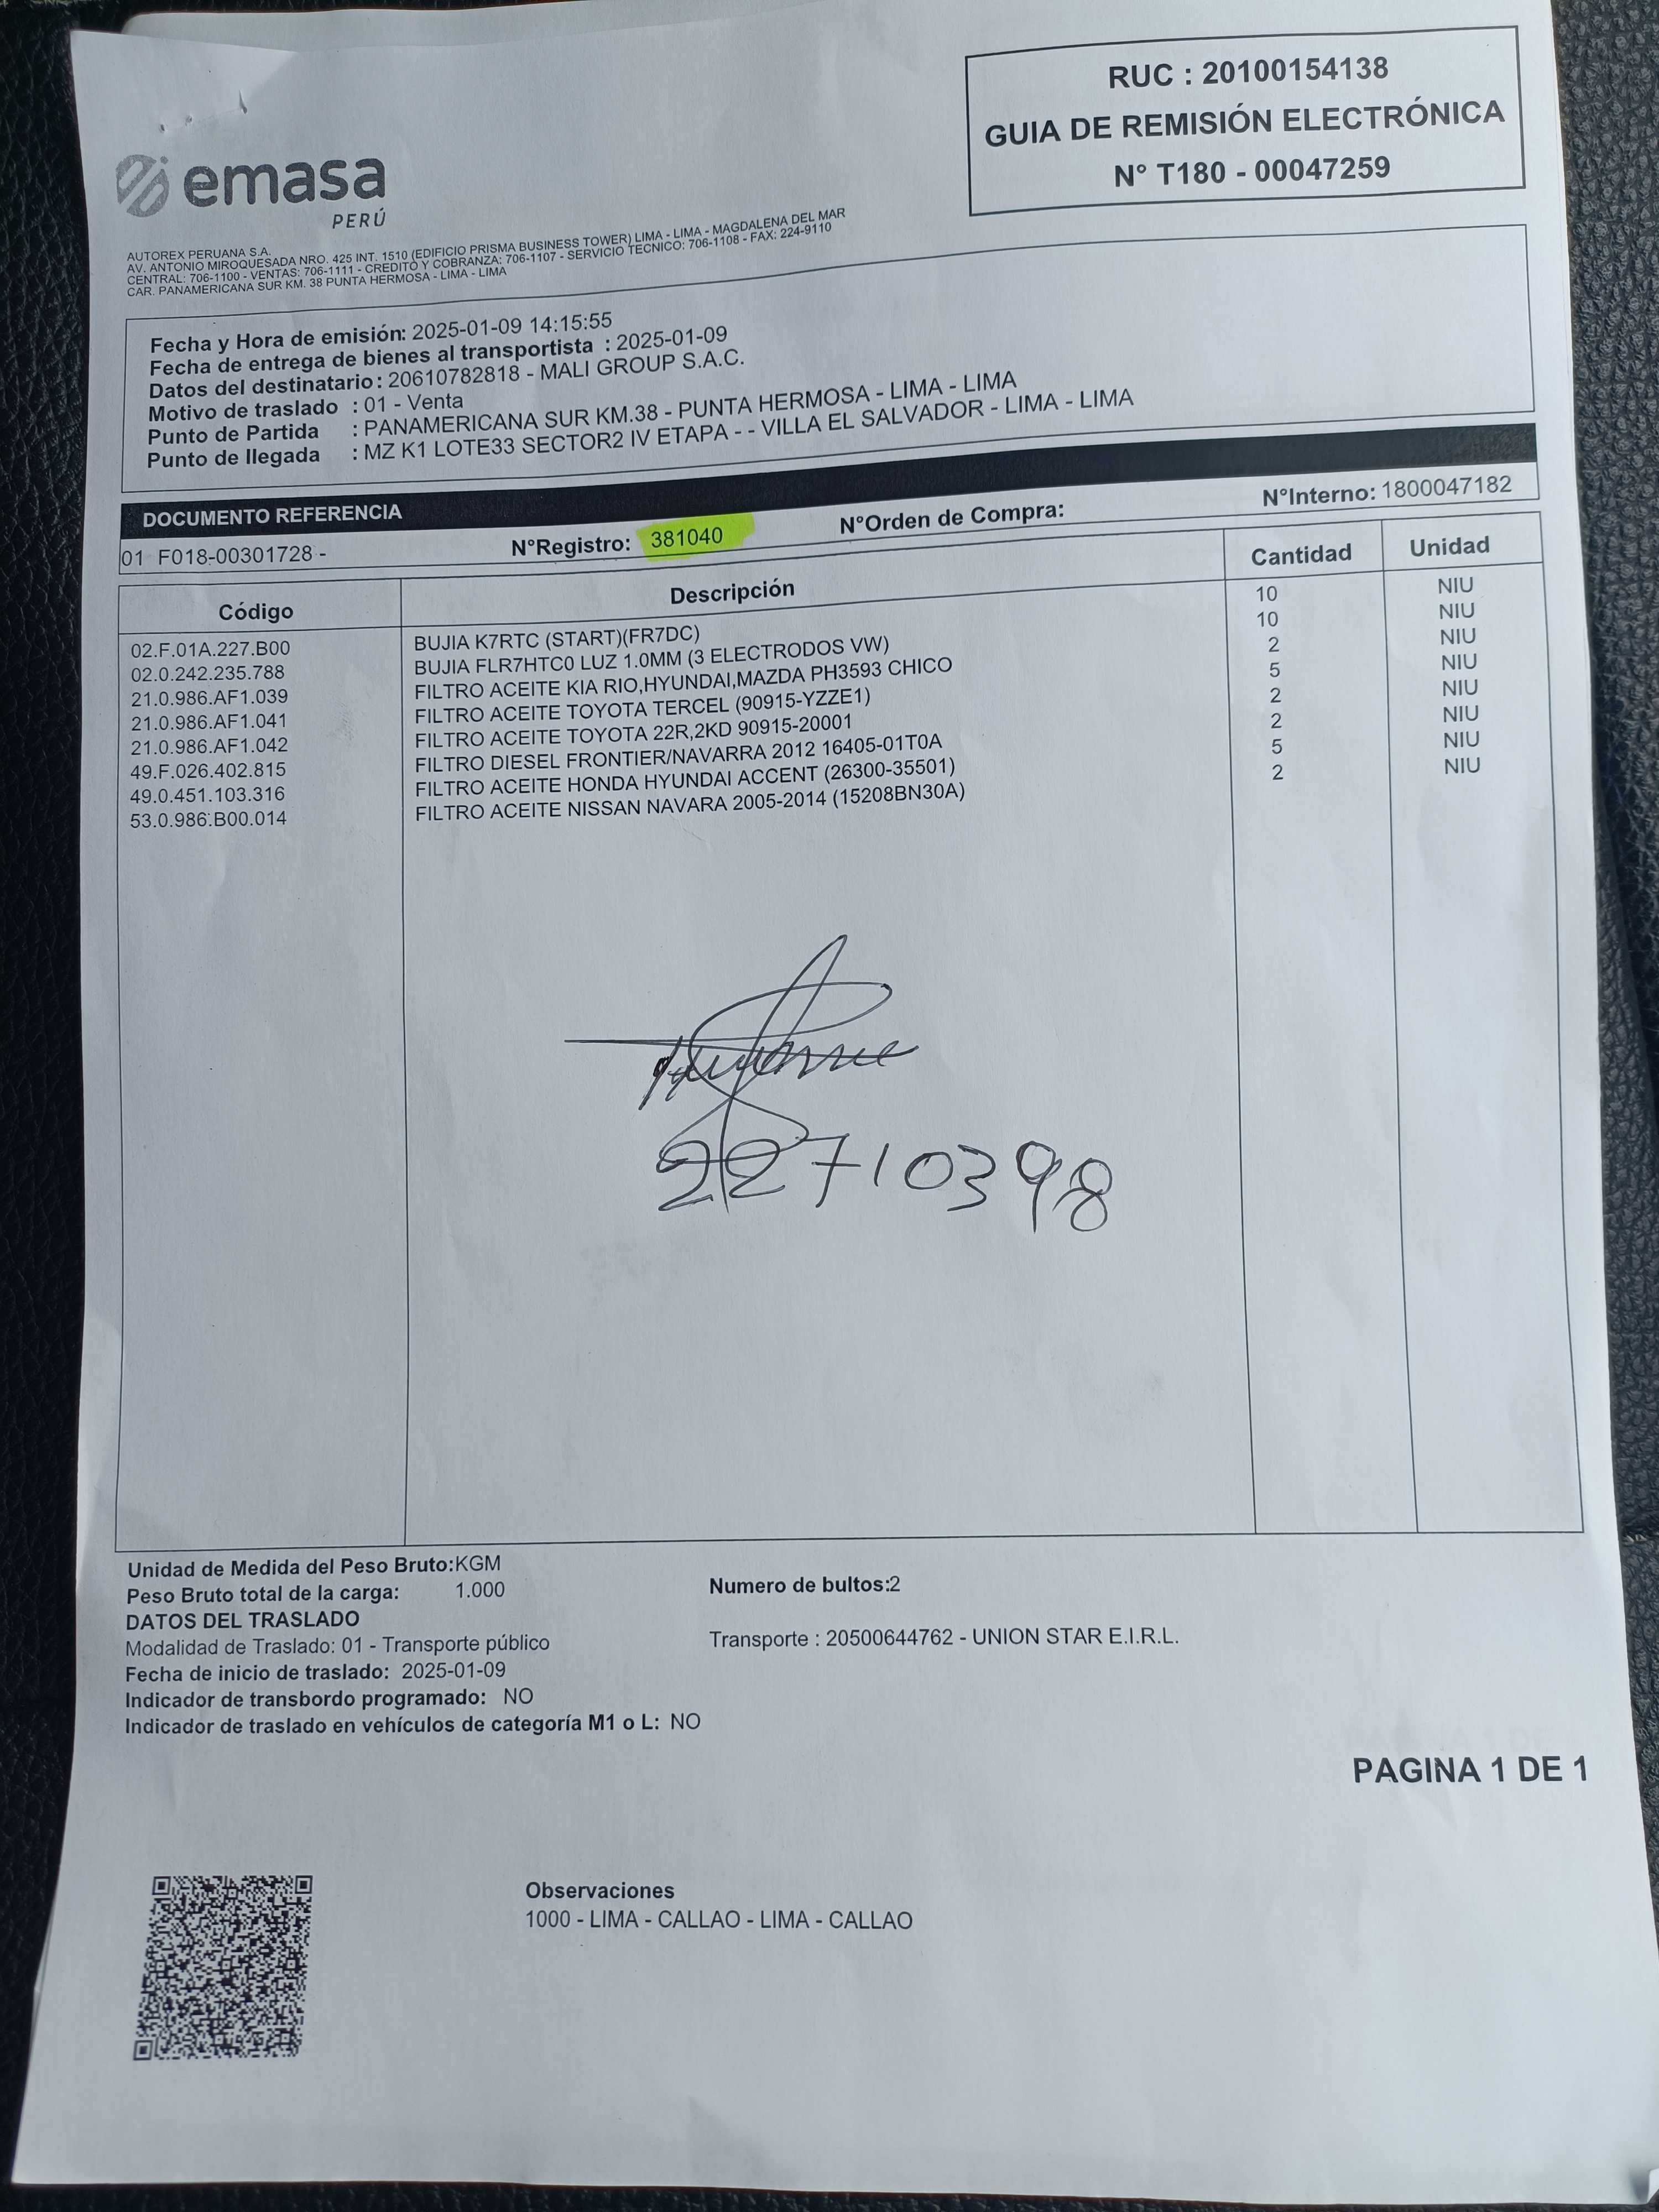 RUC : 20100154138
GUIA DE REMISIÓN ELECTRÓNICA
N° T180 - 00047259
emasa
PERÚ
AUTOREX PERUANA S.A.
AV. ANTONIO MIROQUESADA NRO. 425 INT. 1510 (EDIFICIO PRISMA BUSINESS TOWER) LIMA - LIMA - MAGDALENA DEL MAR
CENTRAL: 706-1100 - VENTAS: 706-1111 - CREDITO Y COBRANZA: 706-1107 - SERVICIO TECNICO: 706-1108 - FAX: 224-9110
CAR. PANAMERICANA SUR KM. 38 PUNTA HERMOSA - LIMA - LIMA
Fecha y Hora de emisión: 2025-01-09 14:15:55
Fecha de entrega de bienes al transportista : 2025-01-09
Datos del destinatario : 20610782818 - MALI GROUP S.A.C.
Motivo de traslado : 01 - Venta
Punto de Partida : PANAMERICANA SUR KM.38 - PUNTA HERMOSA - LIMA - LIMA
Punto de llegada : MZ K1 LOTE33 SECTOR2 IV ETAPA - - VILLA EL SALVADOR - LIMA - LIMA
DOCUMENTO REFERENCIA
01 F018-00301728 - N°Registro: 381040 N°Orden de Compra: N°Interno: 1800047182
Código Descripción Cantidad Unidad
02.F.01A.227.B00 BUJIA K7RTC (START)(FR7DC) 10 NIU
02.0.242.235.788 BUJIA FLR7HTC0 LUZ 1.0MM (3 ELECTRODOS VW) 10 NIU
21.0.986.AF1.039 FILTRO ACEITE KIA RIO,HYUNDAI,MAZDA PH3593 CHICO 2 NIU
21.0.986.AF1.041 FILTRO ACEITE TOYOTA TERCEL (90915-YZZE1) 5 NIU
21.0.986.AF1.042 FILTRO ACEITE TOYOTA 22R,2KD 90915-20001 2 NIU
49.F.026.402.815 FILTRO DIESEL FRONTIER/NAVARRA 2012 16405-01T0A 2 NIU
49.0.451.103.316 FILTRO ACEITE HONDA HYUNDAI ACCENT (26300-35501) 5 NIU
53.0.986.B00.014 FILTRO ACEITE NISSAN NAVARA 2005-2014 (15208BN30A) 2 NIU
22710398
Unidad de Medida del Peso Bruto:KGM
Peso Bruto total de la carga: 1.000 Numero de bultos:2
DATOS DEL TRASLADO
Modalidad de Traslado: 01 - Transporte público Transporte : 20500644762 - UNION STAR E.I.R.L.
Fecha de inicio de traslado: 2025-01-09
Indicador de transbordo programado: NO
Indicador de traslado en vehículos de categoría M1 o L: NO
PAGINA 1 DE 1
Observaciones
1000 - LIMA - CALLAO - LIMA - CALLAO